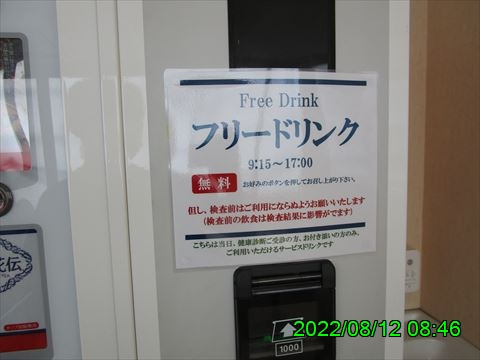 Free Drink
フリードリンク
9:15～17:00
無料 お好みのボタンを押してお召し上がり下さい。
但し、検査前はご利用にならぬようお願いいたします
(検査前の飲食は検査結果に影響がでます)
こちらは当日、健康診断ご受診の方、お付き添いの方のみ、
ご利用いただけるサービスドリンクです
1000
伝
2022/08/12 08:46